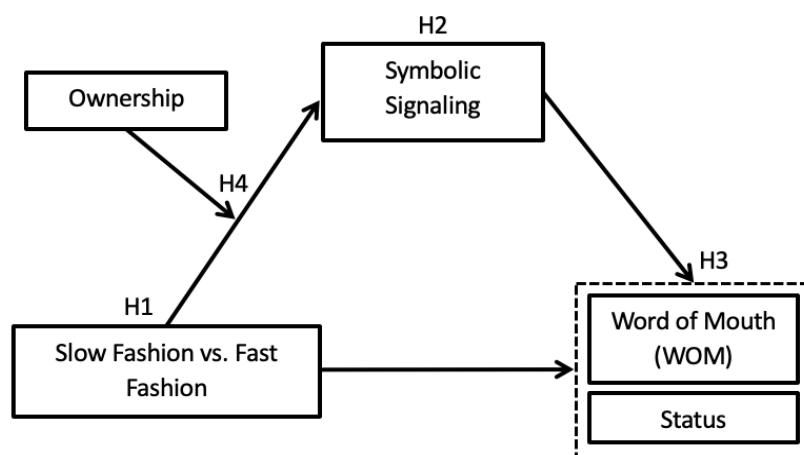 H2
Symbolic
Signaling
Ownership
H4
H3
H1
Word of Mouth
(WOM)
Slow Fashion vs. Fast
Fashion
Status